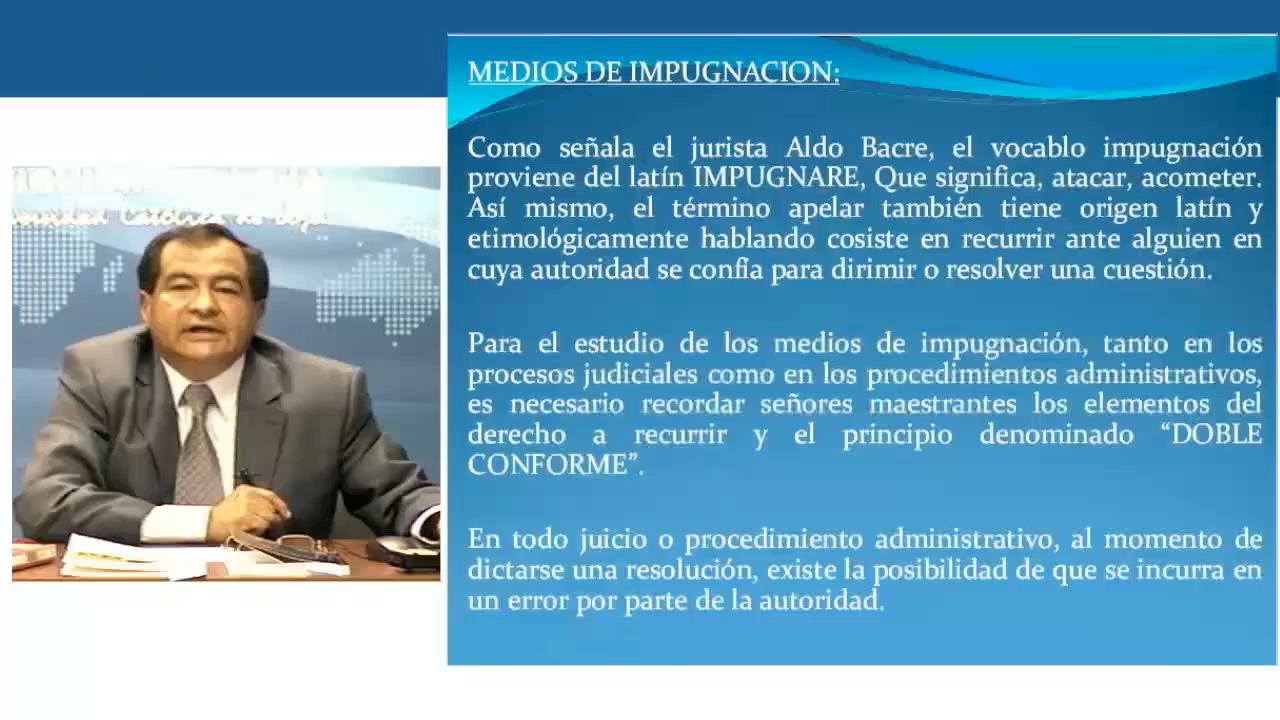 MEDIOS DE IMPUGNACION:
Como señala el jurista Aldo Bacre, el vocablo impugnación
proviene del latín IMPUGNARE, Que significa, atacar, acometer.
Así mismo, el término apelar también tiene origen latín y
etimológicamente hablando cosiste en recurrir ante alguien en
cuya autoridad se confía para dirimir o resolver una cuestión.
Para el estudio de los medios de impugnación, tanto en los
procesos judiciales como en los procedimientos administrativos,
es necesario recordar señores maestrantes los elementos del
derecho a recurrir y el principio denominado “DOBLE
CONFORME”.
En todo juicio o procedimiento administrativo, al momento de
dictarse una resolución, existe la posibilidad de que se incurra en
un error por parte de la autoridad.
Católica de Loja